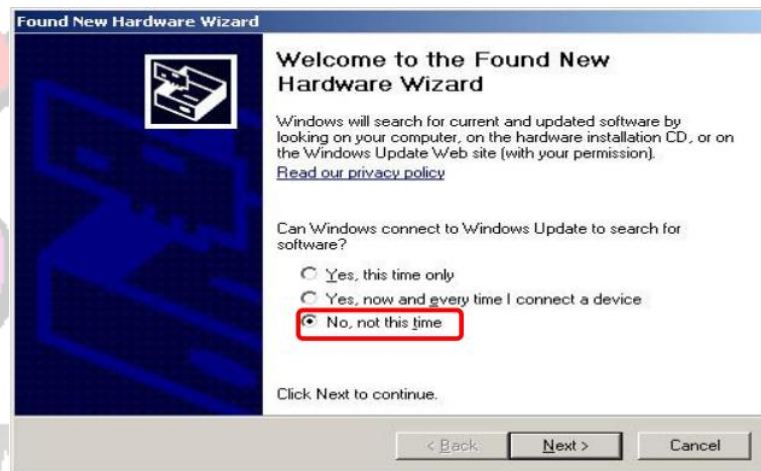 Found New Hardware Wizard
Welcome to the Found New
Hardware Wizard
Windows will search for current and updated software by
looking on your computer, on the hardware installation CD, or on
the Windows Update Web site (with your permission).
Read our privacy policy
Can Windows connect to Windows Update to search for
software?
Yes, this time only
Yes, now and every time I connect a device
No, not this time
Click Next to continue.
< Back
Next >
Cancel